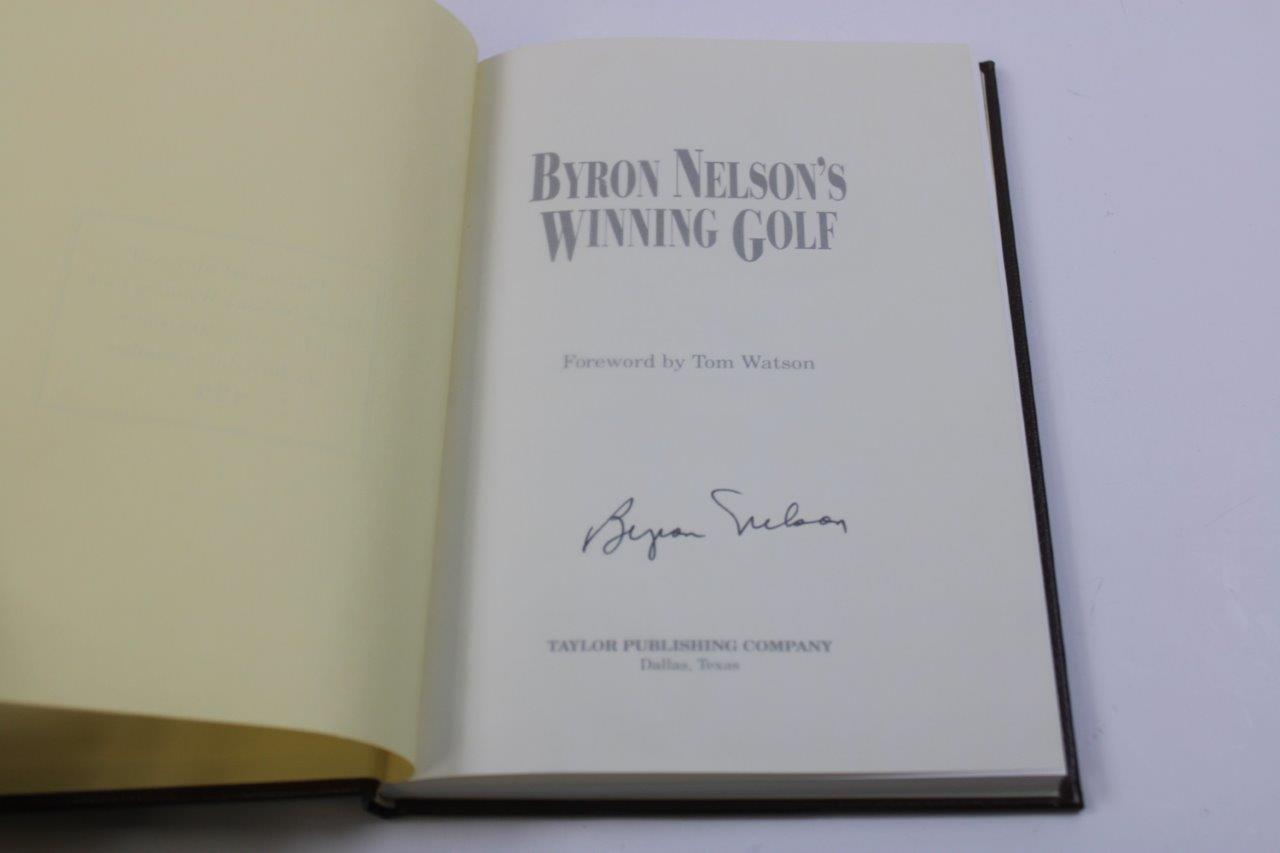 BYRON NELSON'S
WINNING GOLF
Foreword by Tom Watson
Byron Nelson
TAYLOR PUBLISHING COMPANY
Dallas, Texas